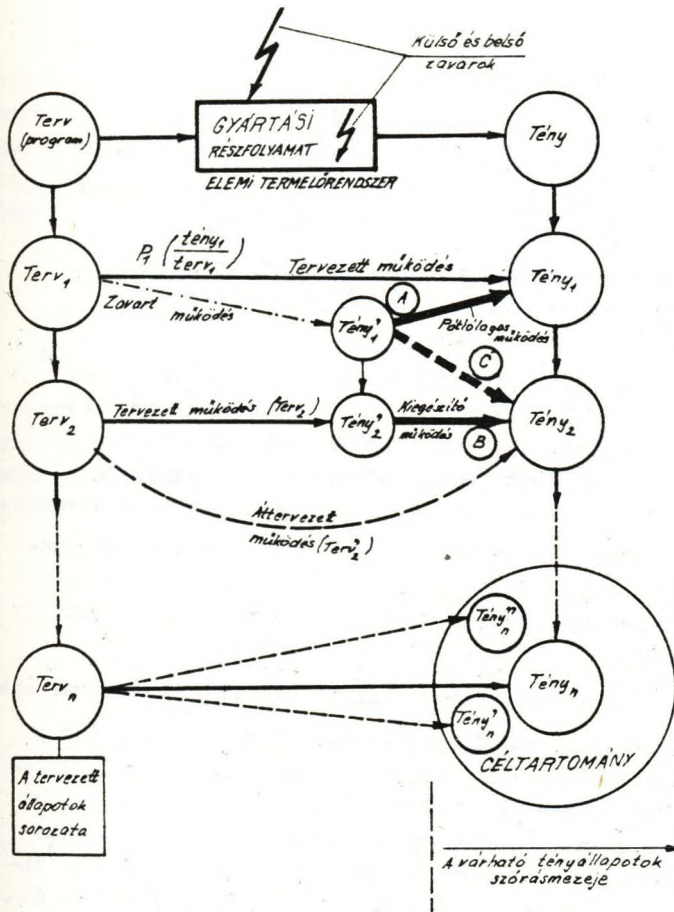 Külső és belső
zavarok
Terv
(program)
GYÁRTÁSI
RÉSZFOLYAMAT
Tény
ELEMI TERMELŐRENDSZER
P₁ (tény₁/terv₁)
Terv₁
Tervezett működés
Tény₁
Zavart működés
Tény'₁
A
Pótlólagos
működés
C
Terv₂
Tervezett működés (Terv₂)
Tény'₂
Kiegészítő
működés
B
Tény₂
Áttervezett
működés (Terv'₂)
Terv n
Tény'' n
Tény n
Tény' n
CÉLTARTOMÁNY
A tervezett
állapotok
sorozata
A várható tényállapotok
szórásmezeje